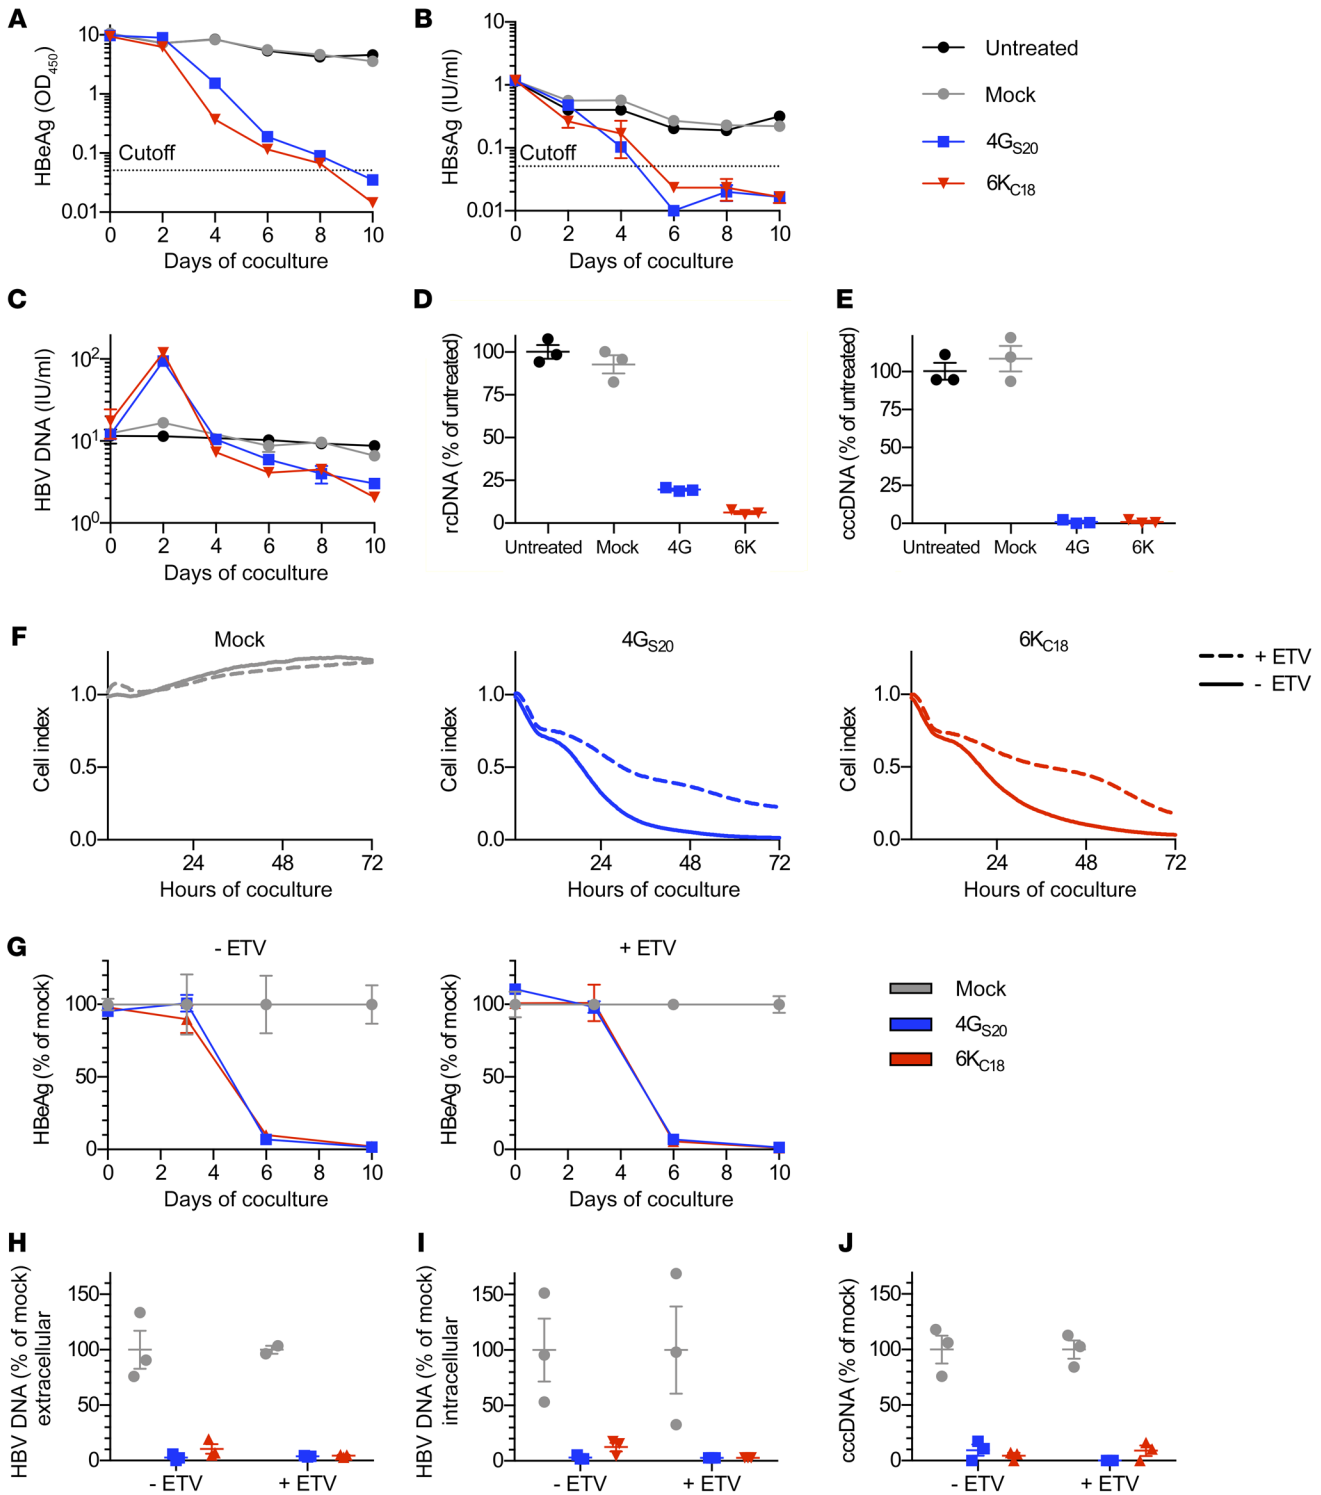 A
HBeAg (OD450)
10
1
0.1
0.01
Cutoff
0 2 4 6 8 10
Days of coculture
B
HBsAg (IU/ml)
10
1
0.1
0.01
Cutoff
0 2 4 6 8 10
Days of coculture
Untreated
Mock
4GS20
6KC18
C
HBV DNA (IU/ml)
10²
10¹
10⁰
0 2 4 6 8 10
Days of coculture
D
rcDNA (% of untreated)
100
75
50
25
0
Untreated Mock 4G 6K
E
cccDNA (% of untreated)
100
75
50
25
0
Untreated Mock 4G 6K
F
Mock
Cell index
1.0
0.5
0.0
24 48 72
Hours of coculture
4GS20
Cell index
1.0
0.5
0.0
24 48 72
Hours of coculture
6KC18
Cell index
1.0
0.5
0.0
24 48 72
Hours of coculture
+ ETV
- ETV
G
- ETV
HBeAg (% of mock)
100
50
0
0 2 4 6 8 10
Days of coculture
+ ETV
HBeAg (% of mock)
100
50
0
0 2 4 6 8 10
Days of coculture
Mock
4GS20
6KC18
H
HBV DNA (% of mock)
extracellular
150
100
50
0
- ETV + ETV
I
HBV DNA (% of mock)
intracellular
150
100
50
0
- ETV + ETV
J
cccDNA (% of mock)
150
100
50
0
- ETV + ETV